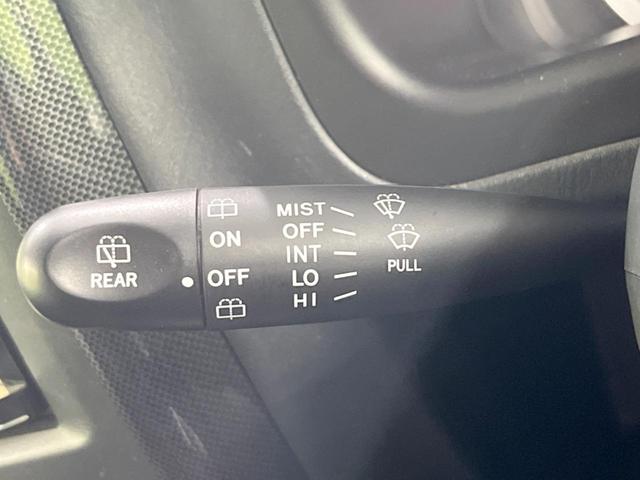 REAR
ON
OFF
MIST
OFF
INT
LO
HI
PULL